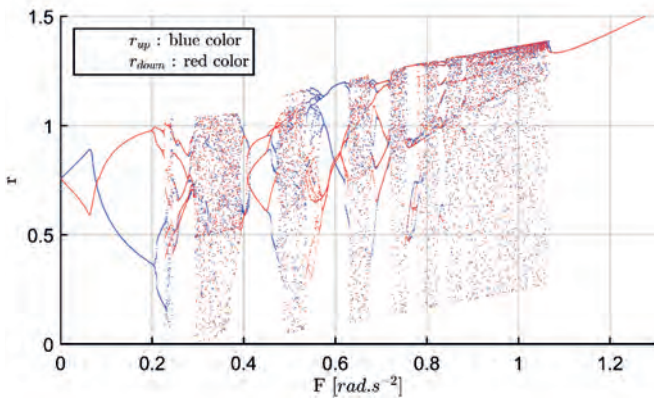 1.5
r_up : blue color
r_down : red color
1
r
0.5
0
0 0.2 0.4 0.6 0.8 1 1.2
F [rad.s⁻²]